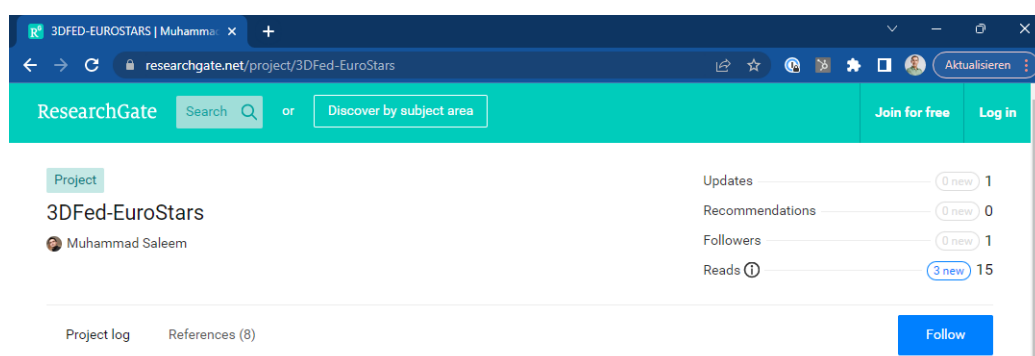 3DFED-EUROSTARS | Muhammad
researchgate.net/project/3DFed-EuroStars
Aktualisieren
ResearchGate Search or Discover by subject area Join for free Log in
Project
3DFed-EuroStars
Muhammad Saleem
Updates 0 new 1
Recommendations 0 new 0
Followers 0 new 1
Reads 3 new 15
Project log References (8) Follow